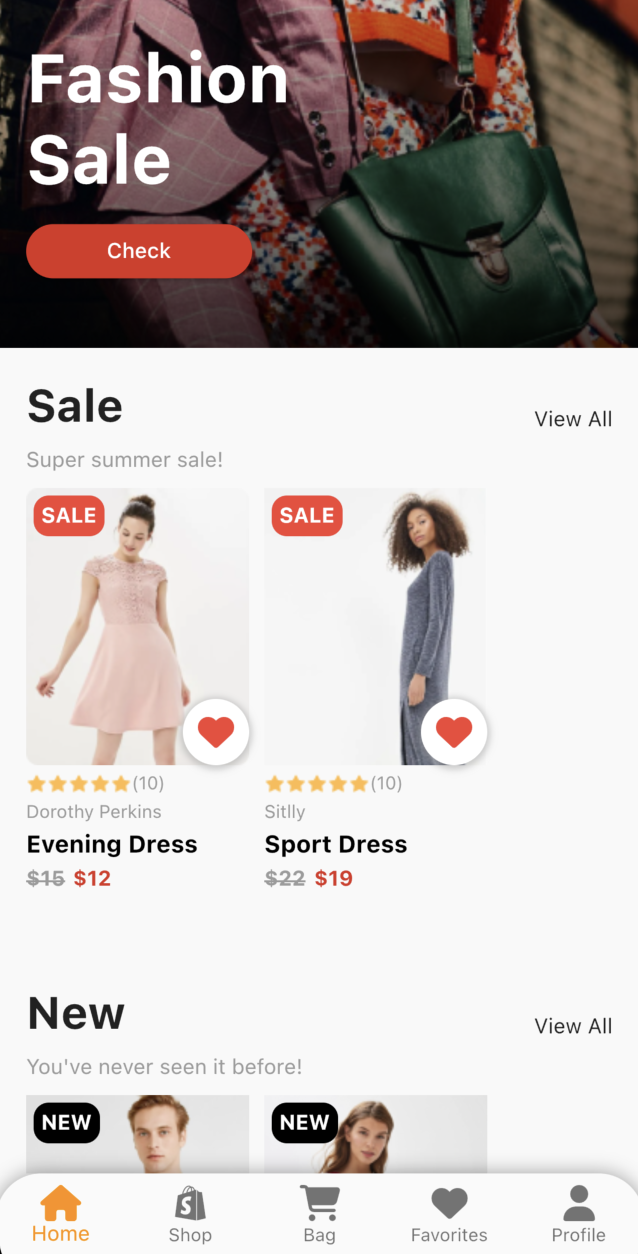 Fashion
Sale
Check
Sale
View All
Super summer sale!
SALE
SALE
(10)
(10)
Dorothy Perkins
Sitlly
Evening Dress
Sport Dress
$15 $12
$22 $19
New
View All
You've never seen it before!
NEW
NEW
Home
Shop
Bag
Favorites
Profile